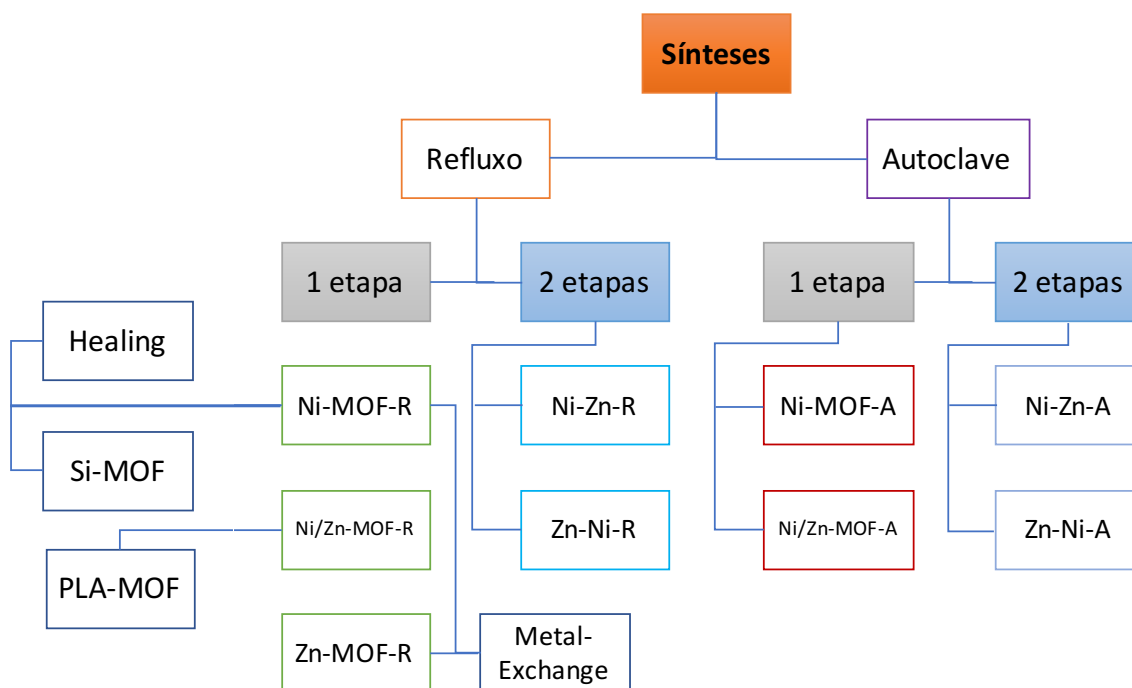 Sínteses
Refluxo
Autoclave
1 etapa
2 etapas
1 etapa
2 etapas
Healing
Ni-MOF-R
Ni-Zn-R
Ni-MOF-A
Ni-Zn-A
Si-MOF
Ni/Zn-MOF-R
Zn-Ni-R
Ni/Zn-MOF-A
Zn-Ni-A
PLA-MOF
Zn-MOF-R
Metal-
Exchange